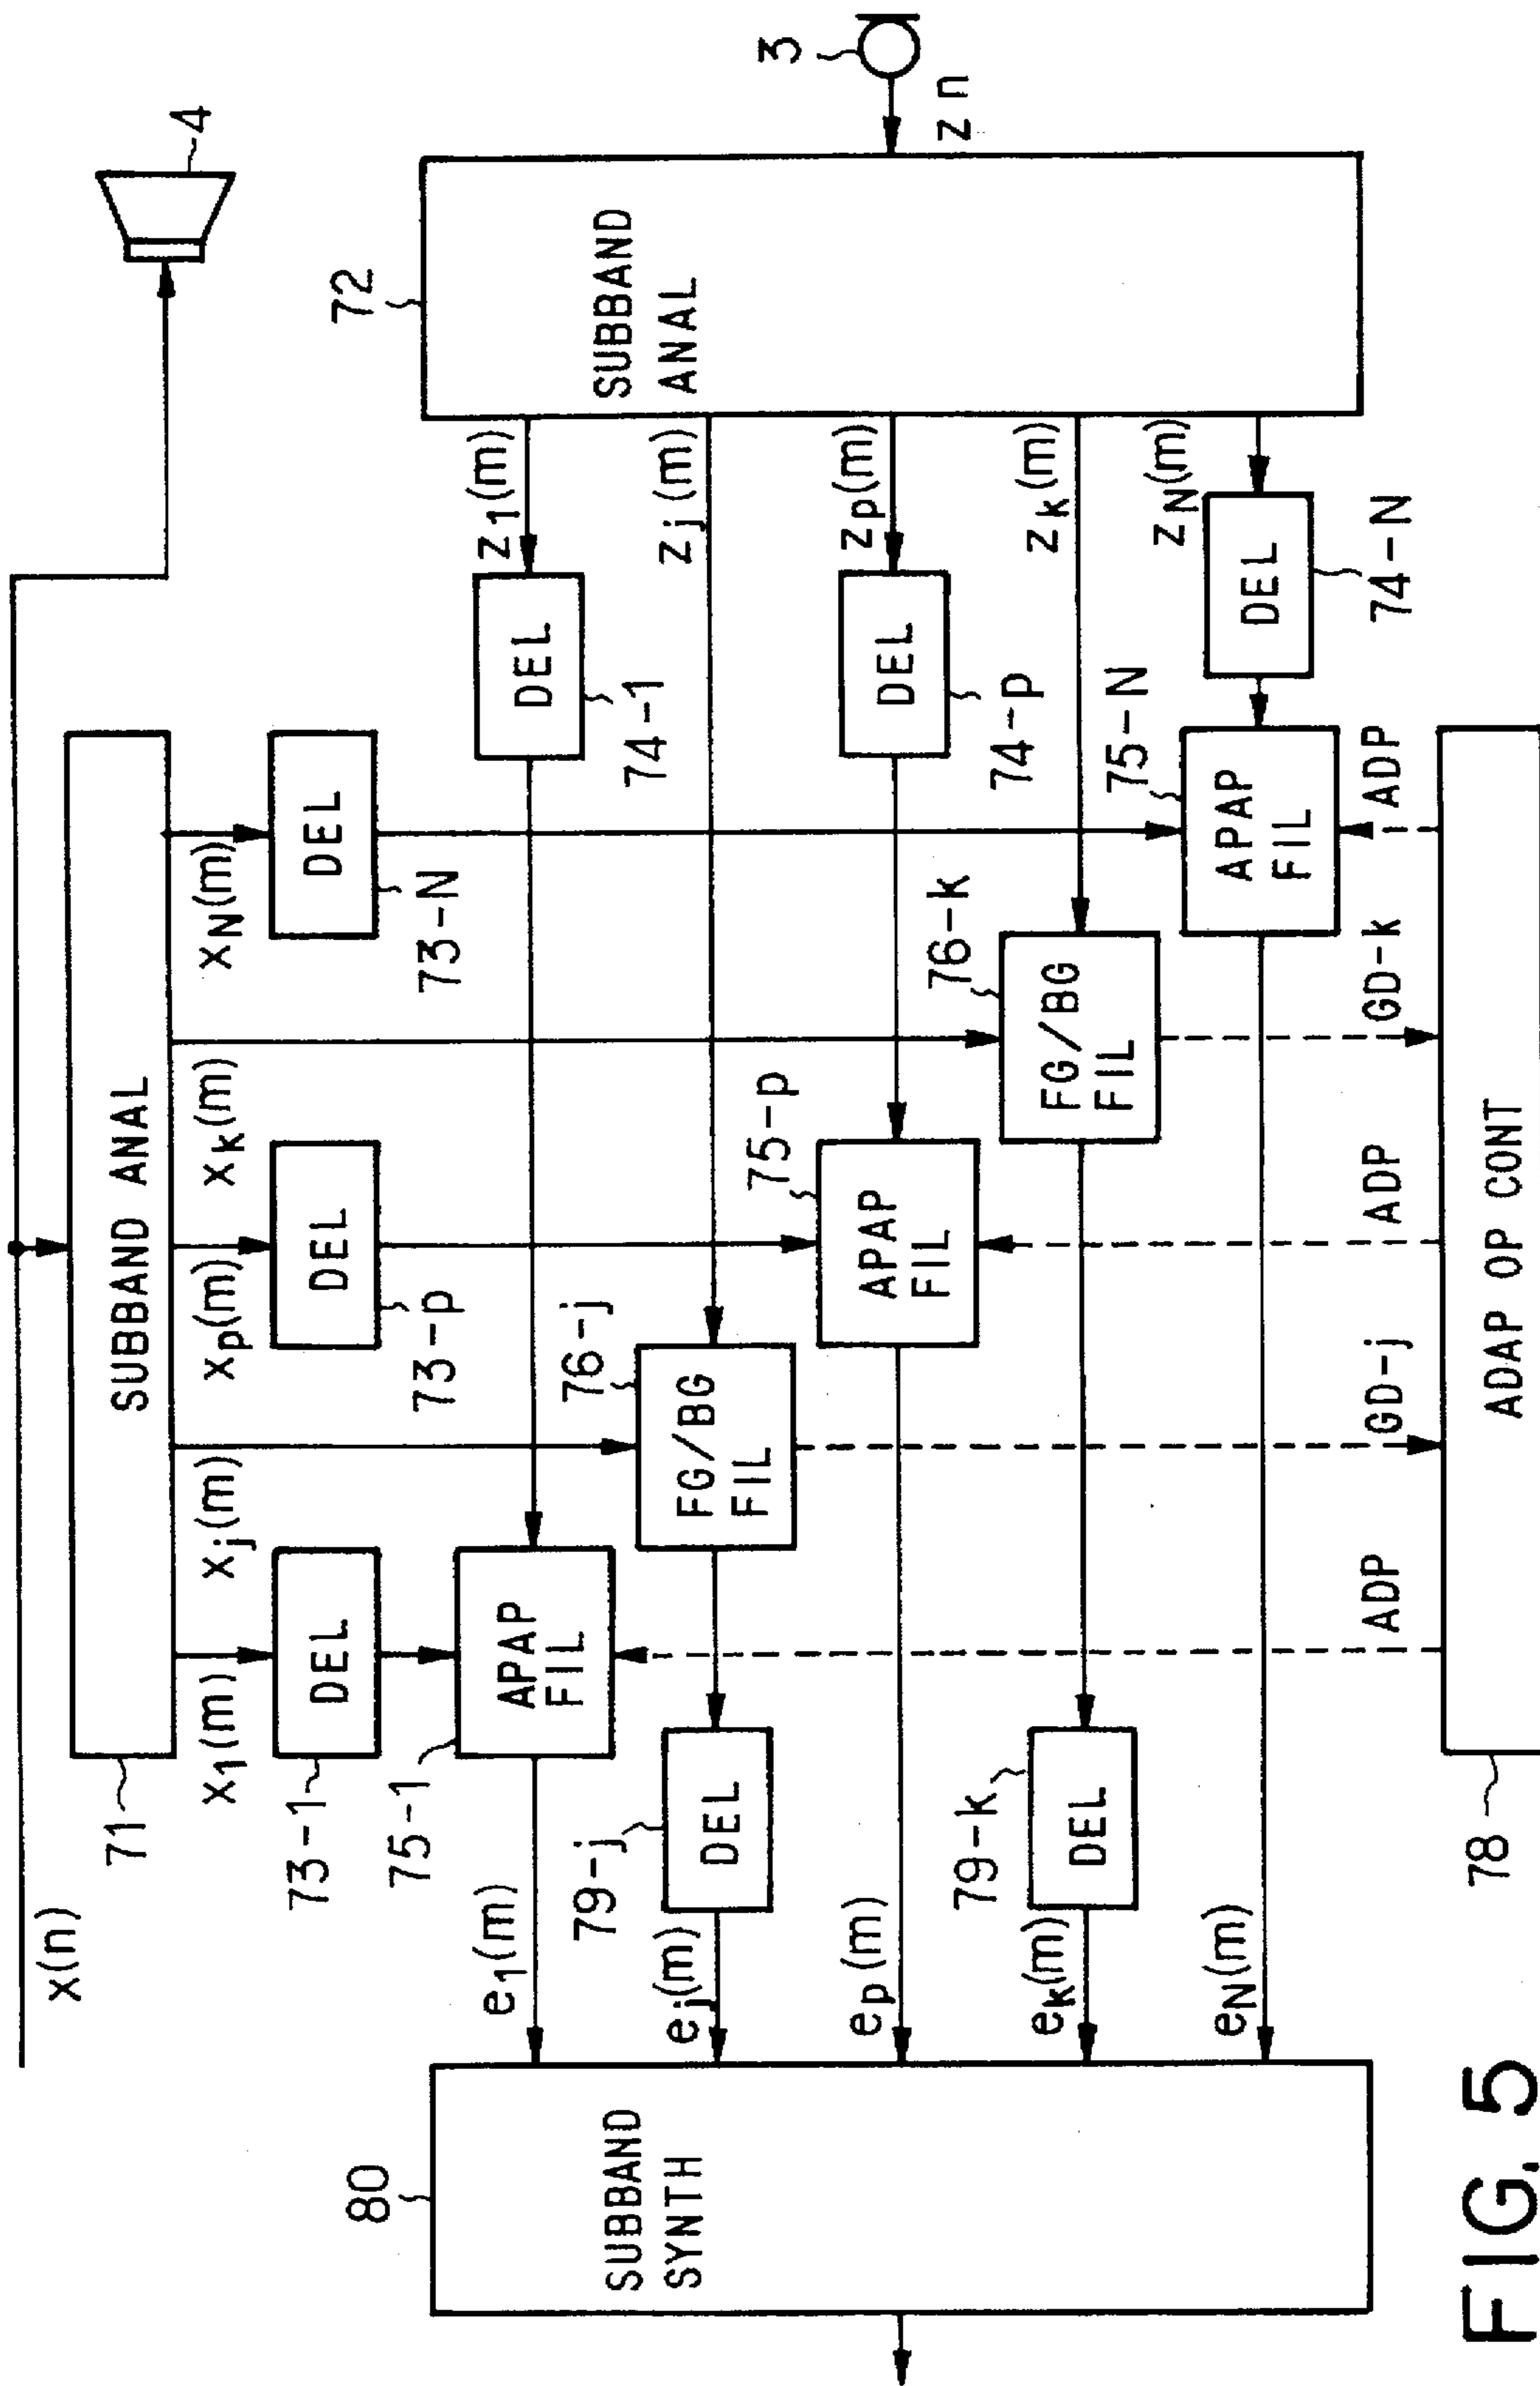 x(n)
4
71
SUBBAND ANAL
x1(m)
xj(m)
xp(m)
xk(m)
xN(m)
73-1
DEL
73-p
DEL
73-N
DEL
72
SUBBAND
ANAL
3
z n
z1(m)
zj(m)
zp(m)
zk(m)
zN(m)
DEL
74-1
DEL
74-p
DEL
74-N
75-1
APAP
FIL
76-j
FG/BG
FIL
75-p
APAP
FIL
76-k
FG/BG
FIL
75-N
APAP
FIL
79-j
DEL
79-k
DEL
e1(m)
ej(m)
ep(m)
ek(m)
eN(m)
80
SUBBAND
SYNTH
ADP
GD-j
ADP
GD-k
ADP
78
ADAP OP CONT
FIG. 5